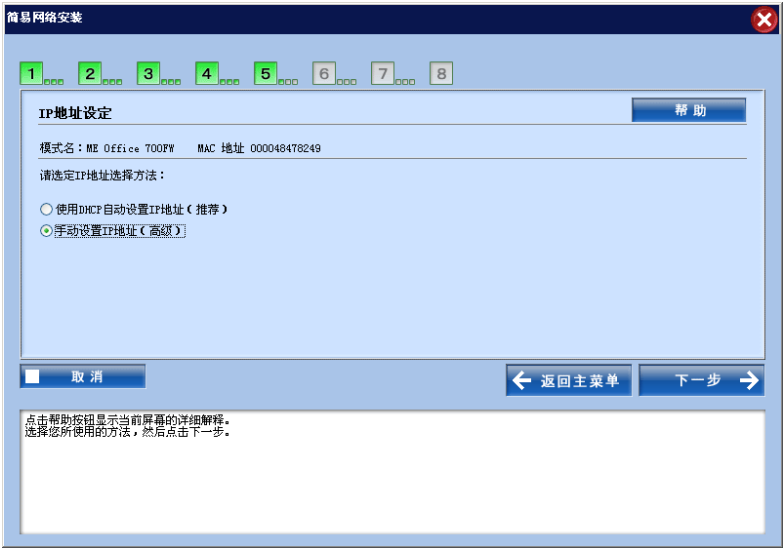 简易网络安装
1 2 3 4 5 6 7 8
IP地址设定
帮助
模式名：ME Office 700FW MAC 地址 000048478249
请选定IP地址选择方法：
使用DHCP自动设置IP地址（推荐）
手动设置IP地址（高级）
取消
返回主菜单
下一步
点击帮助按钮显示当前屏幕的详细解释。
选择您所使用的方法，然后点击下一步。